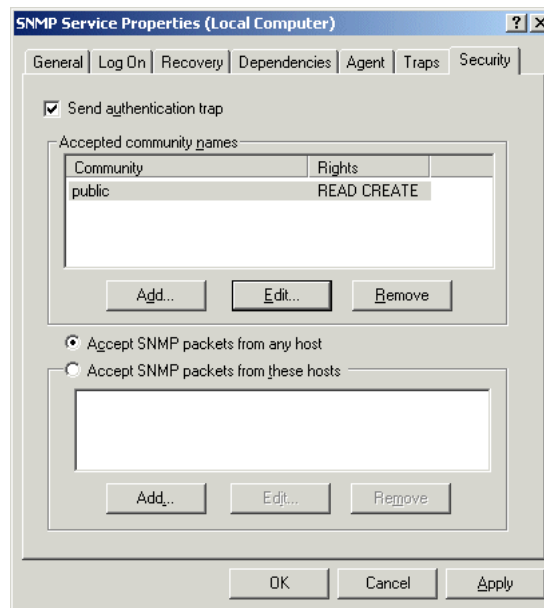 SNMP Service Properties (Local Computer)
General Log On Recovery Dependencies Agent Traps Security
Send authentication trap
Accepted community names
Community Rights
public READ CREATE
Add... Edit... Remove
Accept SNMP packets from any host
Accept SNMP packets from these hosts
Add... Edit... Remove
OK Cancel Apply